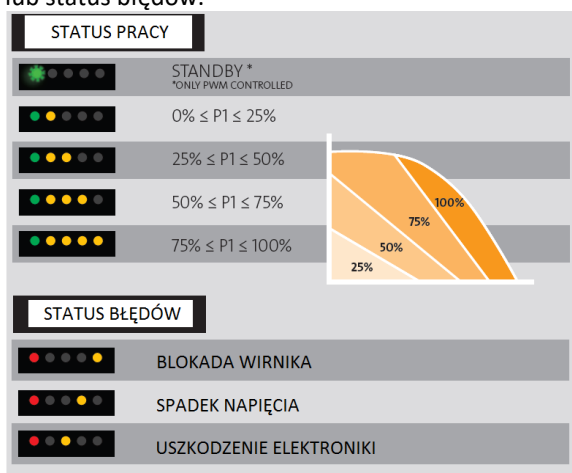 lub status błędów.
STATUS PRACY
STANDBY *
*ONLY PWM CONTROLLED
0% ≤ P1 ≤ 25%
25% ≤ P1 ≤ 50%
50% ≤ P1 ≤ 75%
75% ≤ P1 ≤ 100%
100%
75%
50%
25%
STATUS BŁĘDÓW
BLOKADA WIRNIKA
SPADEK NAPIĘCIA
USZKODZENIE ELEKTRONIKI